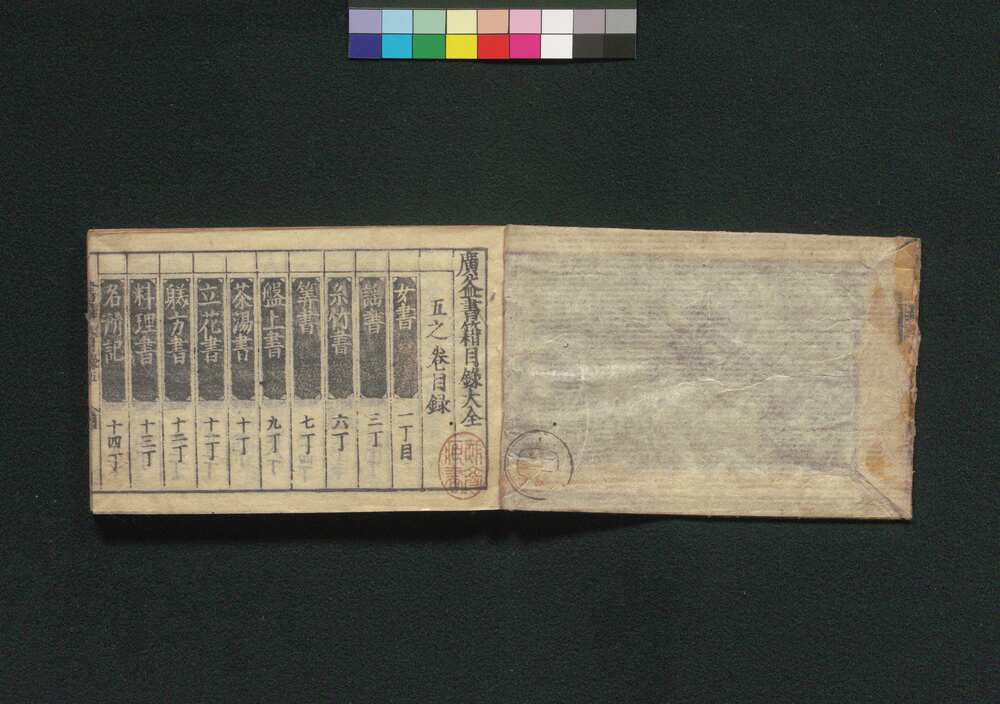 廣益書籍目録大全
五之巻目録
女書 一丁目
謡書 三丁
糸竹書 六丁
筭書 七丁
盤上書 九丁
茶湯書 十丁
立花書 十一丁
躾方書 十二丁
料理書 十三丁
名所記 十四丁